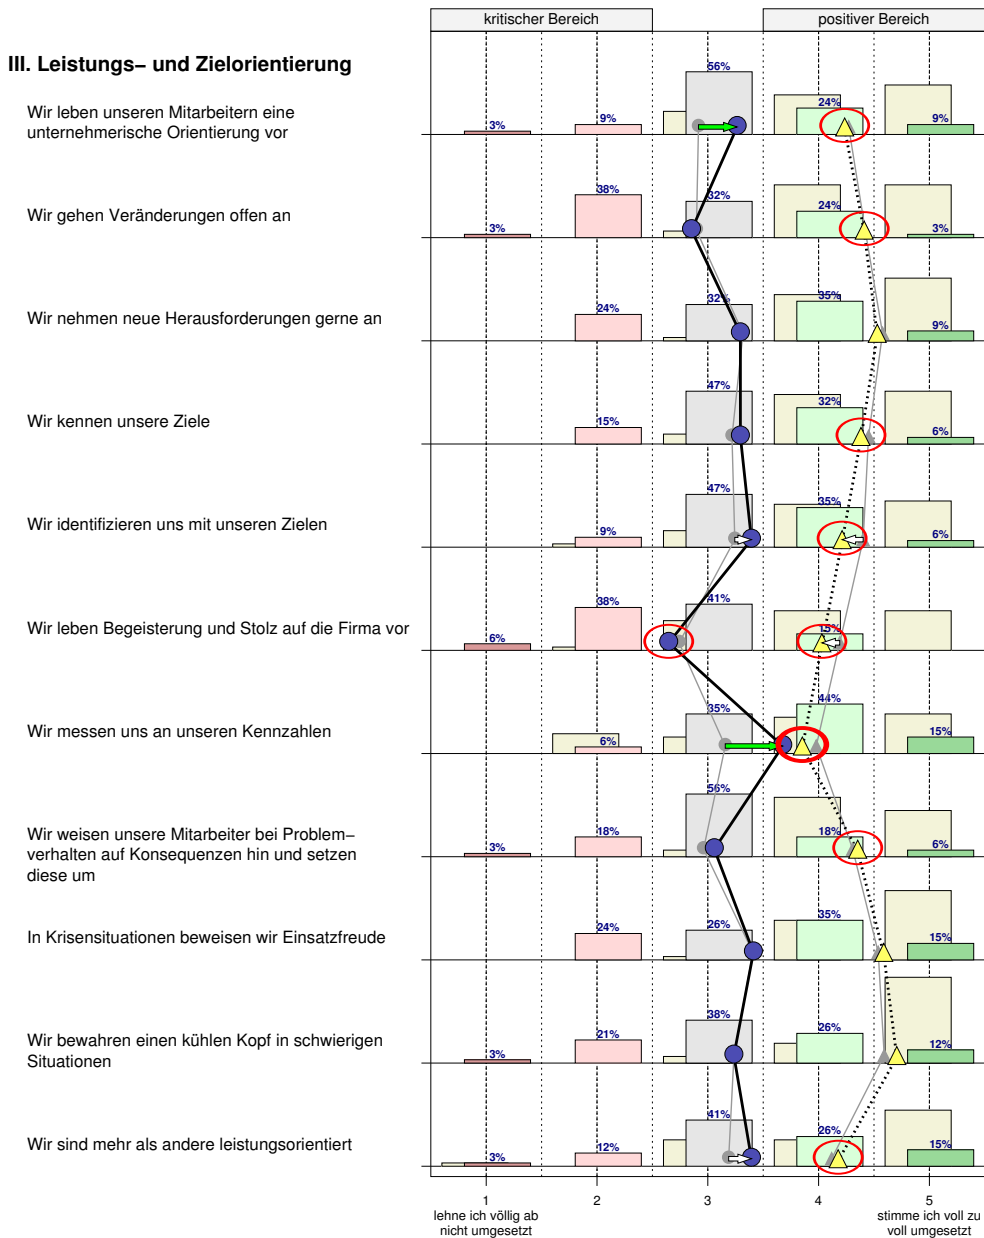 kritischer Bereich positiver Bereich
III. Leistungs− und Zielorientierung
56%
Wir leben unseren Mitarbeitern eine
unternehmerische Orientierung vor
3% 9% 24% 9%
Wir gehen Veränderungen offen an
3% 38% 32% 24% 3%
Wir nehmen neue Herausforderungen gerne an
24% 32% 35% 9%
Wir kennen unsere Ziele
15% 47% 32% 6%
Wir identifizieren uns mit unseren Zielen
9% 47% 35% 6%
Wir leben Begeisterung und Stolz auf die Firma vor
6% 38% 41% 15%
Wir messen uns an unseren Kennzahlen
6% 35% 44% 15%
Wir weisen unsere Mitarbeiter bei Problem−
verhalten auf Konsequenzen hin und setzen
diese um
3% 18% 56% 18% 6%
In Krisensituationen beweisen wir Einsatzfreude
24% 26% 35% 15%
Wir bewahren einen kühlen Kopf in schwierigen
Situationen
3% 21% 38% 26% 12%
Wir sind mehr als andere leistungsorientiert
3% 12% 41% 26% 15%
1 2 3 4 5
lehne ich völlig ab stimme ich voll zu
nicht umgesetzt voll umgesetzt